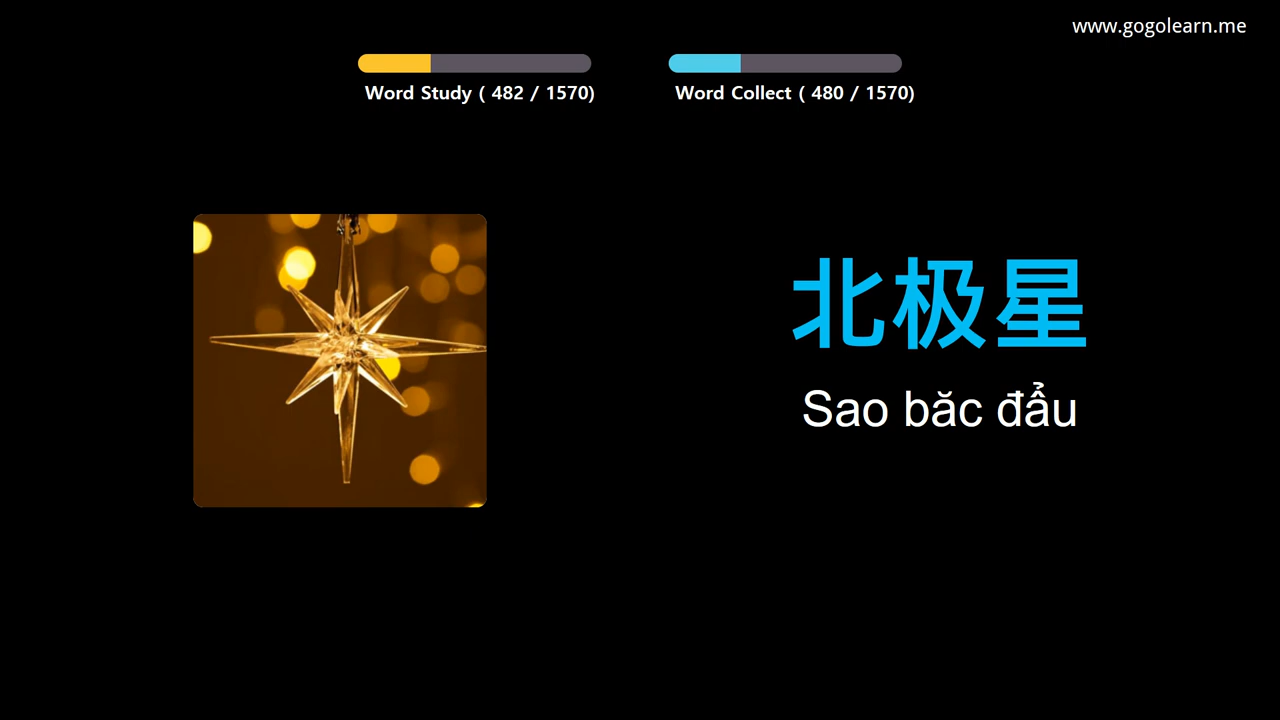 www.gogolearn.me
Word Study ( 482 / 1570)
Word Collect ( 480 / 1570)
北极星
Sao băc đẩu